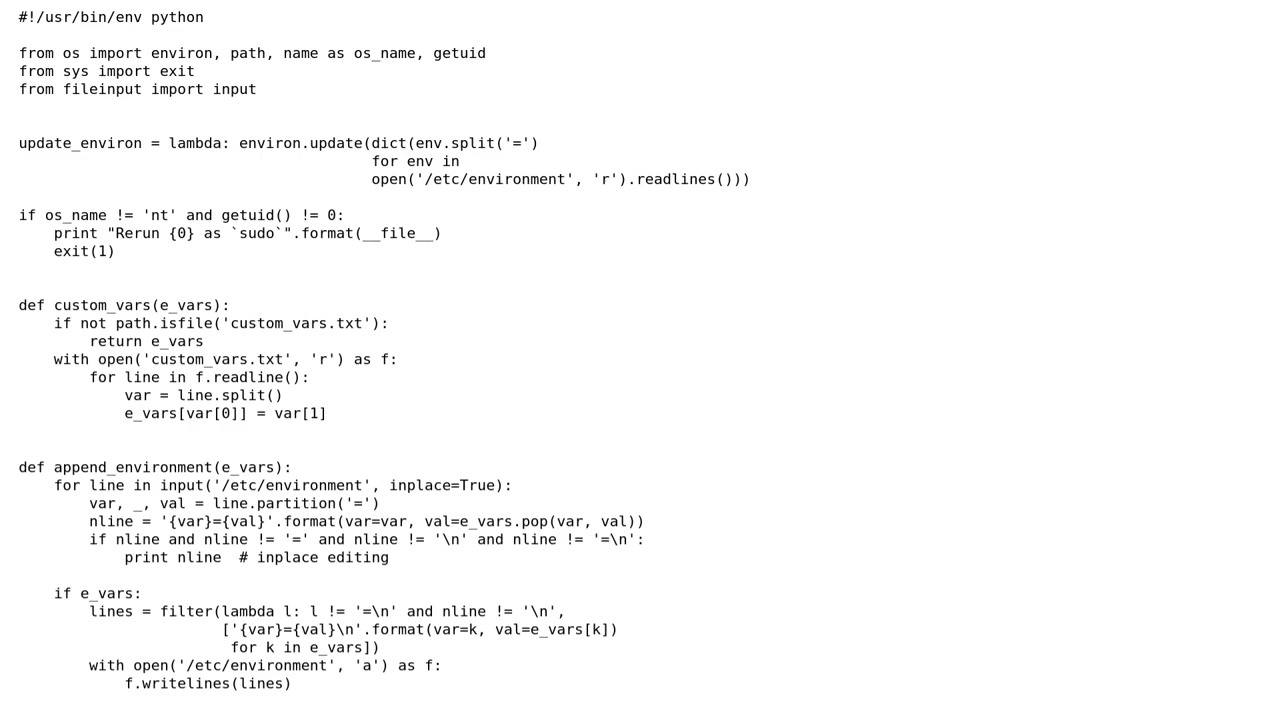 #!/usr/bin/env python

from os import environ, path, name as os_name, getuid
from sys import exit
from fileinput import input


update_environ = lambda: environ.update(dict(env.split('=')
                                        for env in
                                        open('/etc/environment', 'r').readlines()))

if os_name != 'nt' and getuid() != 0:
    print "Rerun {0} as `sudo`".format(__file__)
    exit(1)


def custom_vars(e_vars):
    if not path.isfile('custom_vars.txt'):
        return e_vars
    with open('custom_vars.txt', 'r') as f:
        for line in f.readline():
            var = line.split()
            e_vars[var[0]] = var[1]


def append_environment(e_vars):
    for line in input('/etc/environment', inplace=True):
        var, _, val = line.partition('=')
        nline = '{var}={val}'.format(var=var, val=e_vars.pop(var, val))
        if nline and nline != '=' and nline != '\n' and nline != '=\n':
            print nline  # inplace editing

    if e_vars:
        lines = filter(lambda l: l != '=\n' and nline != '\n',
                       ['{var}={val}\n'.format(var=k, val=e_vars[k])
                        for k in e_vars])
        with open('/etc/environment', 'a') as f:
            f.writelines(lines)